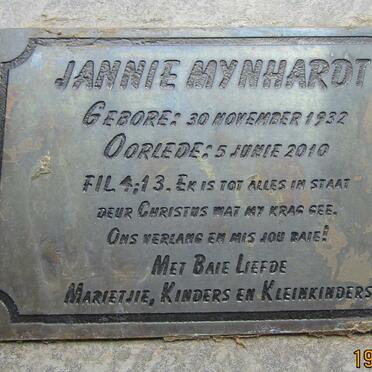 JANNIE MYNHARDT
GEBORE: 30 NOVEMBER 1932
OORLEDE: 5 JUNIE 2010
FIL 4;13. EK IS TOT ALLES IN STAAT
DEUR CHRISTUS WAT MY KRAG GEE.
ONS VERLANG EN MIS JOU BAIE!
MET BAIE LIEFDE
MARIETJIE, KINDERS EN KLEINKINDERS
19